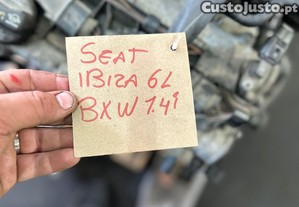 CustoJusto.pt
SEAT
IBIZA 6L
BXW 1.4i